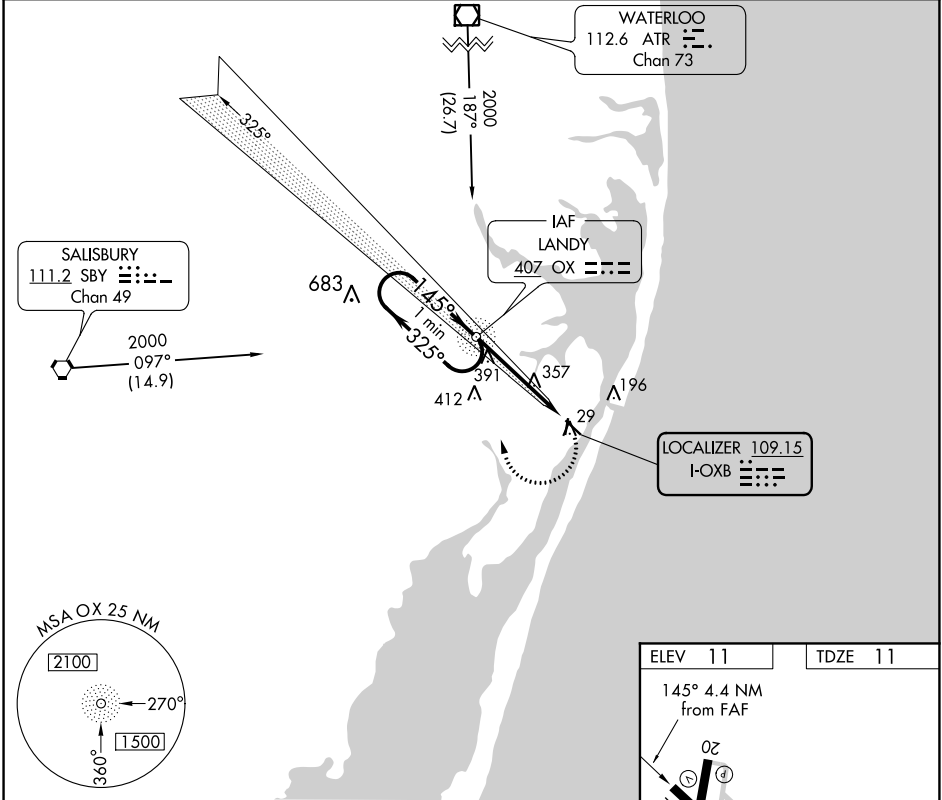 WATERLOO
112.6 ATR
Chan 73
2000
187°
(26.7)
325°
IAF
LANDY
407 OX
SALISBURY
111.2 SBY
Chan 49
2000
097°
(14.9)
683
145°
1 min
325°
391
357
412
196
29
LOCALIZER 109.15
I-OXB
MSA OX 25 NM
2100
270°
1500
360°
ELEV 11
TDZE 11
145° 4.4 NM
from FAF
20
V
P